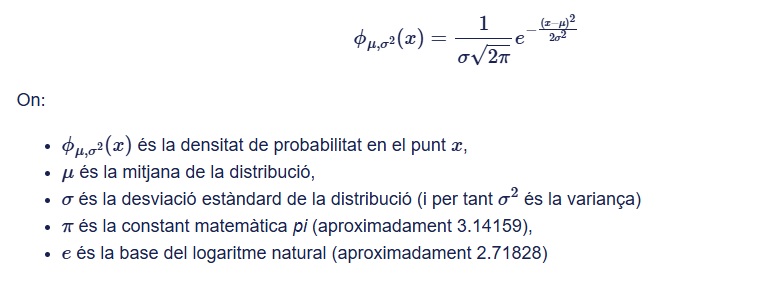 $\phi_{\mu,\sigma^2}(x) = \frac{1}{\sigma\sqrt{2\pi}} e^{-\frac{(x-\mu)^2}{2\sigma^2}}$
On:
• $\phi_{\mu,\sigma^2}(x)$ és la densitat de probabilitat en el punt $x$,
• $\mu$ és la mitjana de la distribució,
• $\sigma$ és la desviació estàndard de la distribució (i per tant $\sigma^2$ és la variança)
• $\pi$ és la constant matemàtica pi (aproximadament 3.14159),
• $e$ és la base del logaritme natural (aproximadament 2.71828)